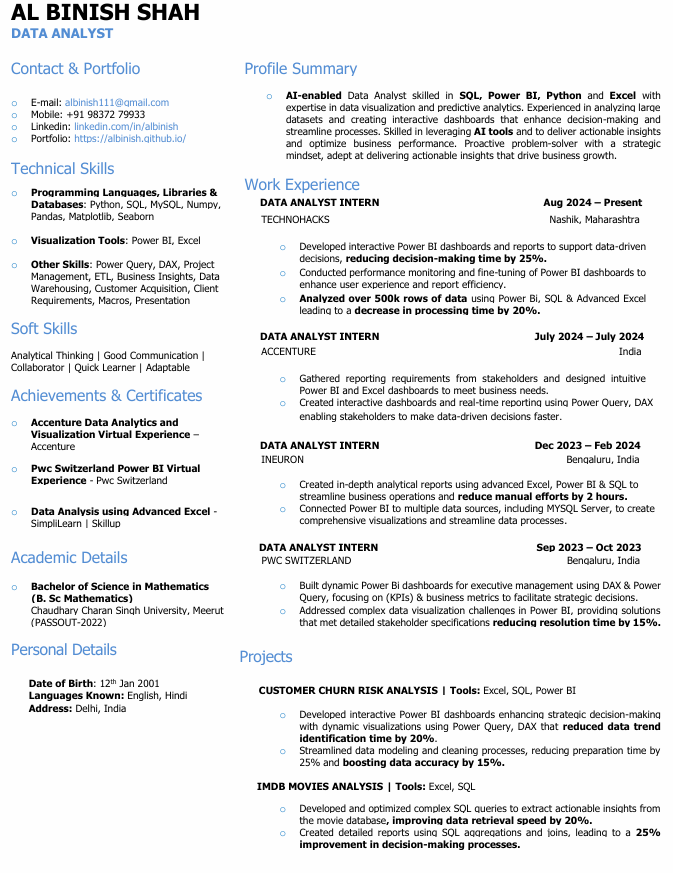 AL BINISH SHAH
DATA ANALYST
Contact & Portfolio
o E-mail: albinish111@gmail.com
o Mobile: +91 98372 79933
o Linkedin: linkedin.com/in/albinish
o Portfolio: https://albinish.github.io/
Technical Skills
o Programming Languages, Libraries &
Databases: Python, SQL, MySQL, Numpy,
Pandas, Matplotlib, Seaborn
o Visualization Tools: Power BI, Excel
o Other Skills: Power Query, DAX, Project
Management, ETL, Business Insights, Data
Warehousing, Customer Acquisition, Client
Requirements, Macros, Presentation
Soft Skills
Analytical Thinking | Good Communication |
Collaborator | Quick Learner | Adaptable
Achievements & Certificates
o Accenture Data Analytics and
Visualization Virtual Experience –
Accenture
o Pwc Switzerland Power BI Virtual
Experience - Pwc Switzerland
o Data Analysis using Advanced Excel -
SimpliLearn | Skillup
Academic Details
o Bachelor of Science in Mathematics
(B. Sc Mathematics)
Chaudhary Charan Singh University, Meerut
(PASSOUT-2022)
Personal Details
Date of Birth: 12th Jan 2001
Languages Known: English, Hindi
Address: Delhi, India
Profile Summary
o AI-enabled Data Analyst skilled in SQL, Power BI, Python and Excel with
expertise in data visualization and predictive analytics. Experienced in analyzing large
datasets and creating interactive dashboards that enhance decision-making and
streamline processes. Skilled in leveraging AI tools and to deliver actionable insights
and optimize business performance. Proactive problem-solver with a strategic
mindset, adept at delivering actionable insights that drive business growth.
Work Experience
DATA ANALYST INTERN Aug 2024 – Present
TECHNOHACKS Nashik, Maharashtra
o Developed interactive Power BI dashboards and reports to support data-driven
decisions, reducing decision-making time by 25%.
o Conducted performance monitoring and fine-tuning of Power BI dashboards to
enhance user experience and report efficiency.
o Analyzed over 500k rows of data using Power Bi, SQL & Advanced Excel
leading to a decrease in processing time by 20%.
DATA ANALYST INTERN July 2024 – July 2024
ACCENTURE India
o Gathered reporting requirements from stakeholders and designed intuitive
Power BI and Excel dashboards to meet business needs.
o Created interactive dashboards and real-time reporting using Power Query, DAX
enabling stakeholders to make data-driven decisions faster.
DATA ANALYST INTERN Dec 2023 – Feb 2024
INEURON Bengaluru, India
o Created in-depth analytical reports using advanced Excel, Power BI & SQL to
streamline business operations and reduce manual efforts by 2 hours.
o Connected Power BI to multiple data sources, including MYSQL Server, to create
comprehensive visualizations and streamline data processes.
DATA ANALYST INTERN Sep 2023 – Oct 2023
PWC SWITZERLAND Bengaluru, India
o Built dynamic Power Bi dashboards for executive management using DAX & Power
Query, focusing on (KPIs) & business metrics to facilitate strategic decisions.
o Addressed complex data visualization challenges in Power BI, providing solutions
that met detailed stakeholder specifications reducing resolution time by 15%.
Projects
CUSTOMER CHURN RISK ANALYSIS | Tools: Excel, SQL, Power BI
o Developed interactive Power BI dashboards enhancing strategic decision-making
with dynamic visualizations using Power Query, DAX that reduced data trend
identification time by 20%.
o Streamlined data modeling and cleaning processes, reducing preparation time by
25% and boosting data accuracy by 15%.
IMDB MOVIES ANALYSIS | Tools: Excel, SQL
o Developed and optimized complex SQL queries to extract actionable insights from
the movie database, improving data retrieval speed by 20%.
o Created detailed reports using SQL aggregations and joins, leading to a 25%
improvement in decision-making processes.